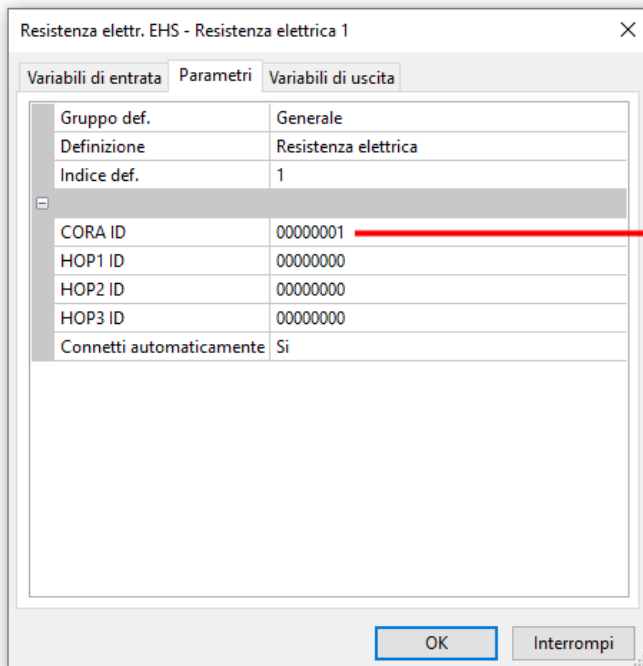 Resistenza elettr. EHS - Resistenza elettrica 1
Variabili di entrata Parametri Variabili di uscita
Gruppo def. Generale
Definizione Resistenza elettrica
Indice def. 1
CORA ID 00000001
HOP1 ID 00000000
HOP2 ID 00000000
HOP3 ID 00000000
Connetti automaticamente Si
OK Interrompi